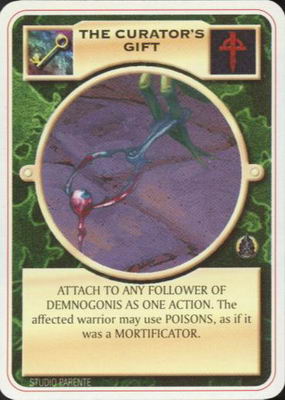 THE CURATOR'S
GIFT
ATTACH TO ANY FOLLOWER OF
DEMNOGONIS AS ONE ACTION. The
affected warrior may use POISONS, as if it
was a MORTIFICATOR.
STUDIO PARENTE